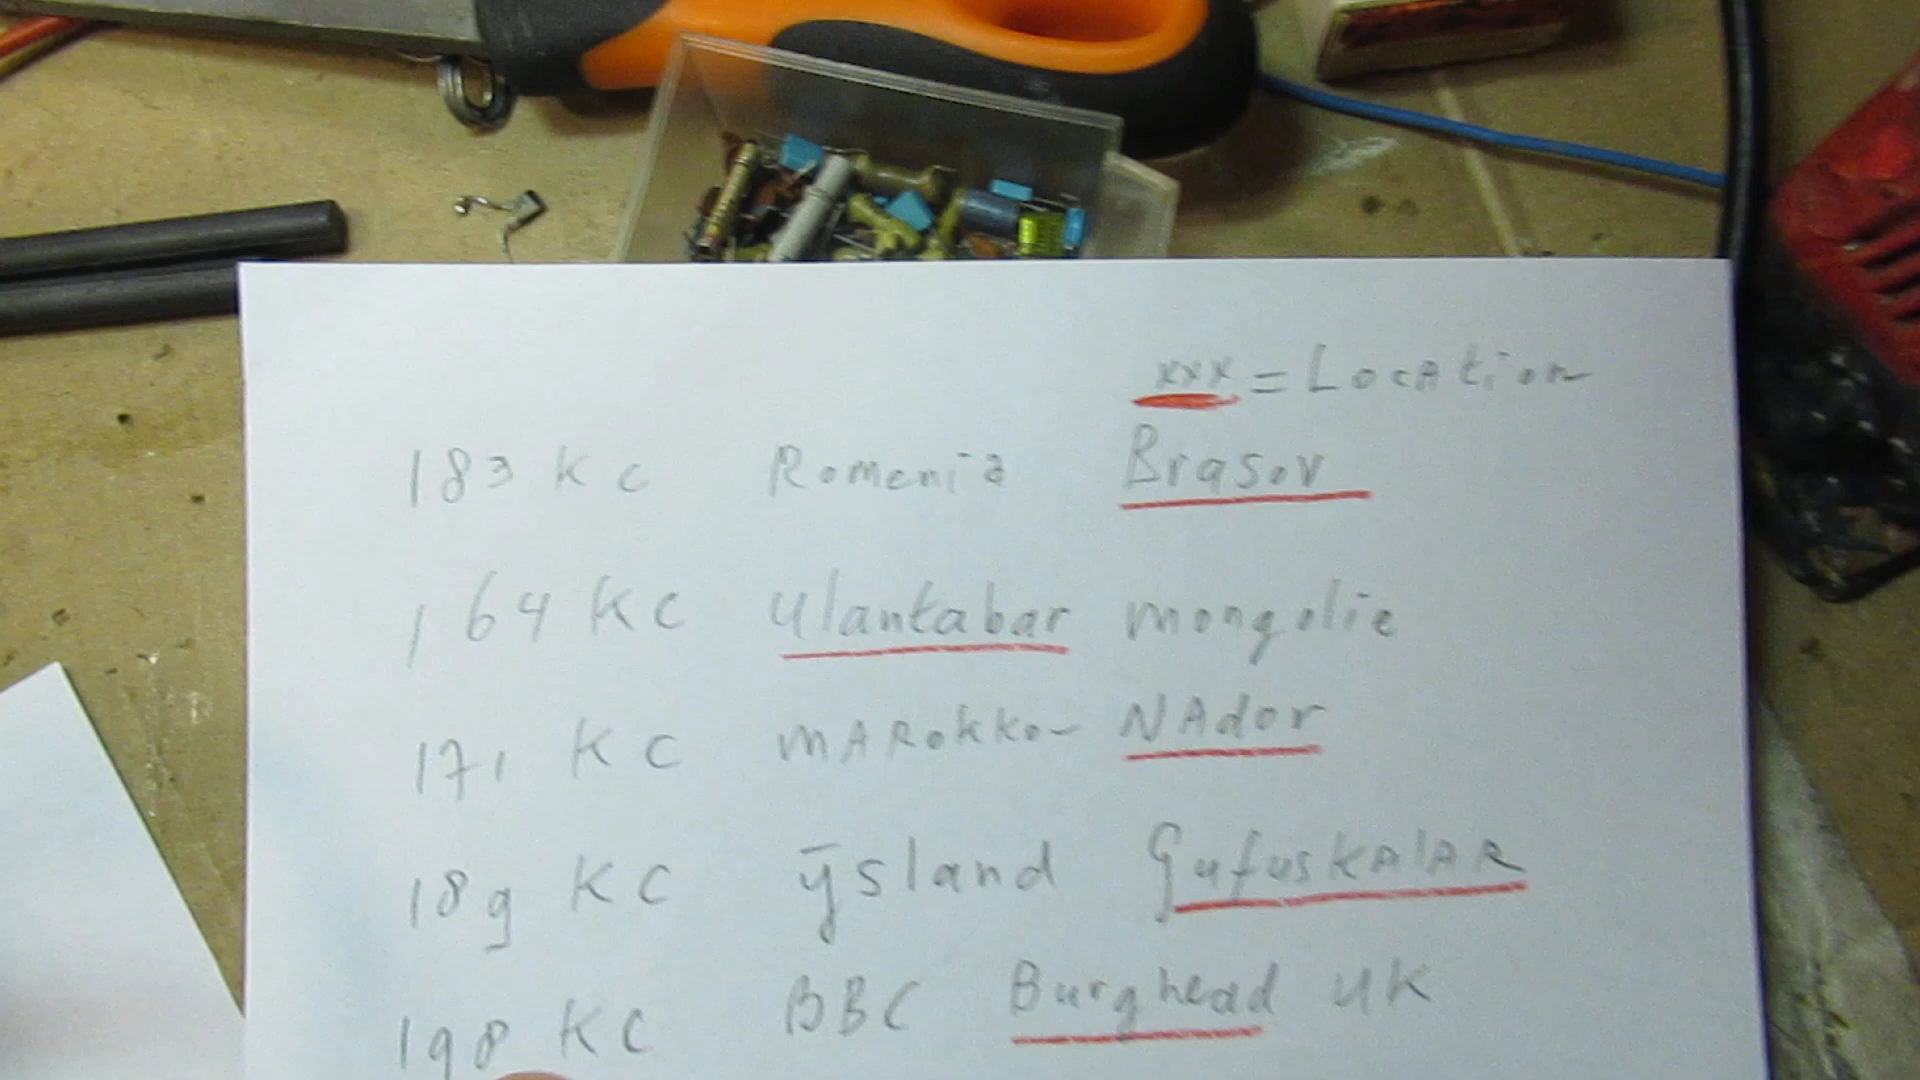 xxx = Location
183 KC Romenia Brasov
164 KC Ulantabar mongolie
171 KC MARokko- NAdor
189 KC ÿsland GufuskAlAR
198 KC BBC Burghead UK